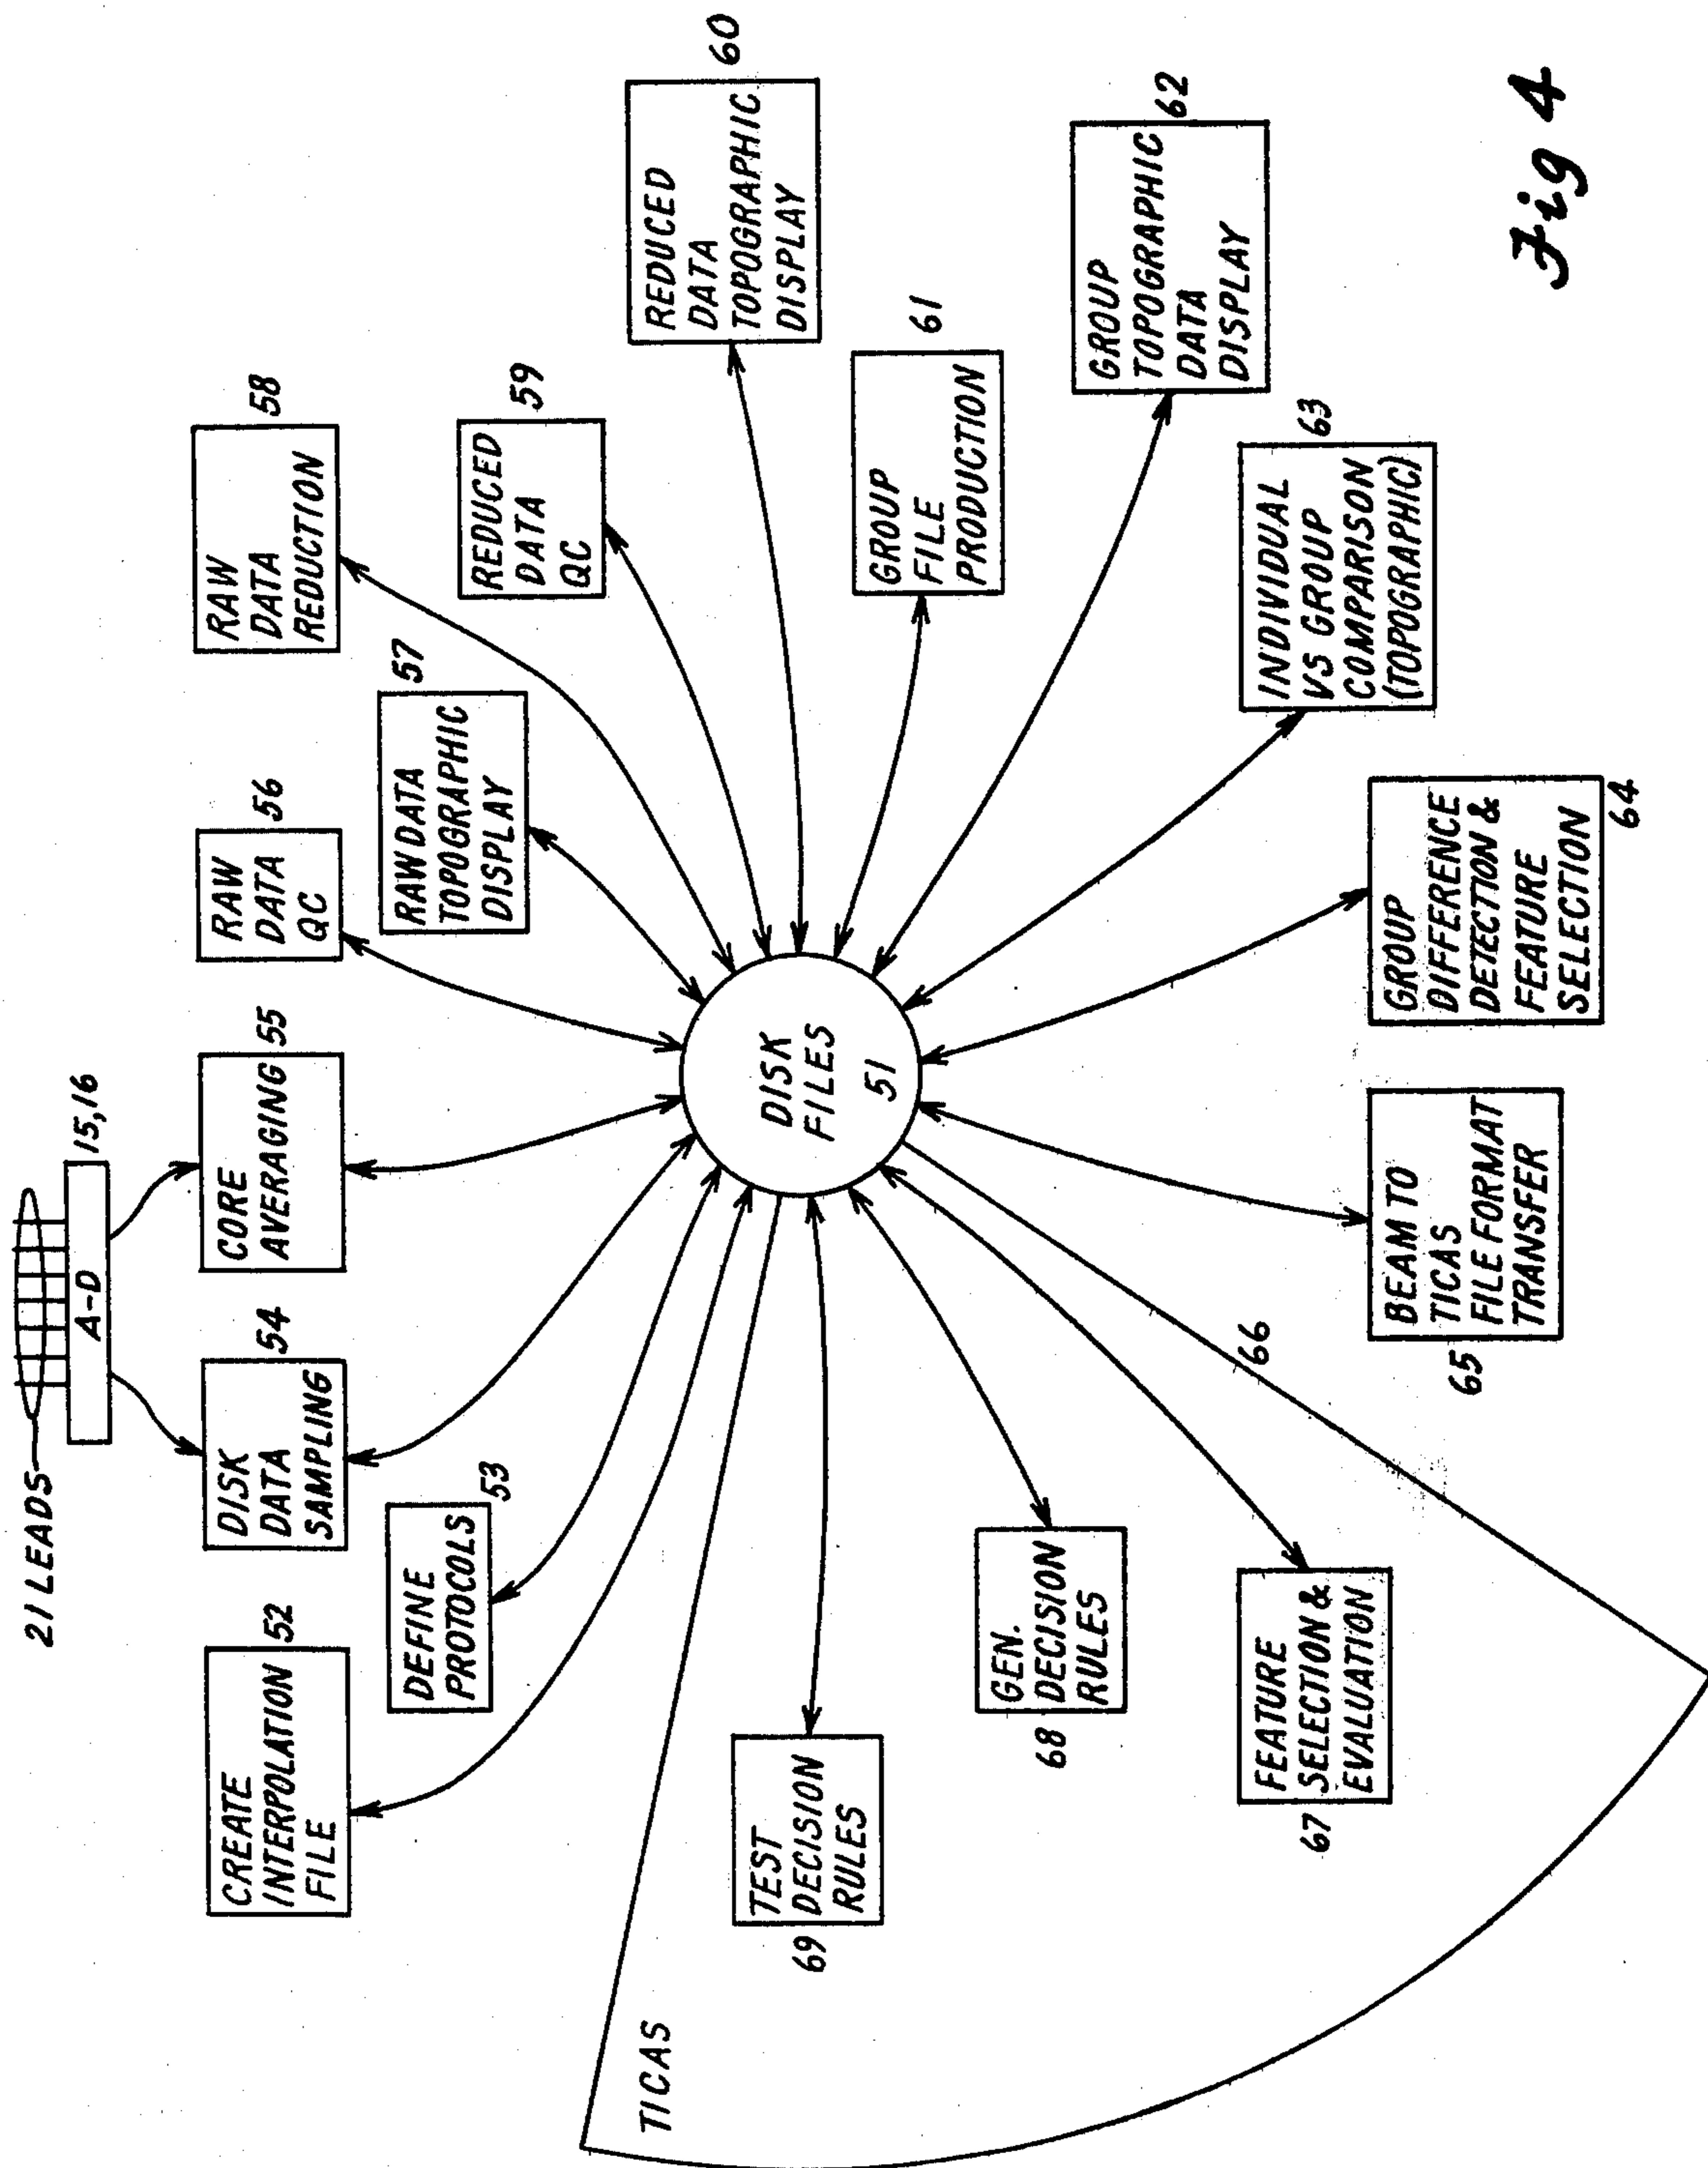 21 LEADS
A-D
15,16
CREATE
INTERPOLATION
FILE
52
DEFINE
PROTOCOLS
53
DISK
DATA
SAMPLING
54
CORE
AVERAGING
55
RAW
DATA
QC
56
RAW DATA
TOPOGRAPHIC
DISPLAY
57
RAW
DATA
REDUCTION
58
REDUCED
DATA
QC
59
REDUCED
DATA
TOPOGRAPHIC
DISPLAY
60
GROUP
FILE
PRODUCTION
61
GROUP
TOPOGRAPHIC
DATA
DISPLAY
62
INDIVIDUAL
VS GROUP
COMPARISON
(TOPOGRAPHIC)
63
GROUP
DIFFERENCE
DETECTION &
FEATURE
SELECTION
64
BEAM TO
TICAS
FILE FORMAT
TRANSFER
65
66
FEATURE
SELECTION &
EVALUATION
67
GEN.
DECISION
RULES
68
TEST
DECISION
RULES
69
TICAS
DISK
FILES
51
Fig 4